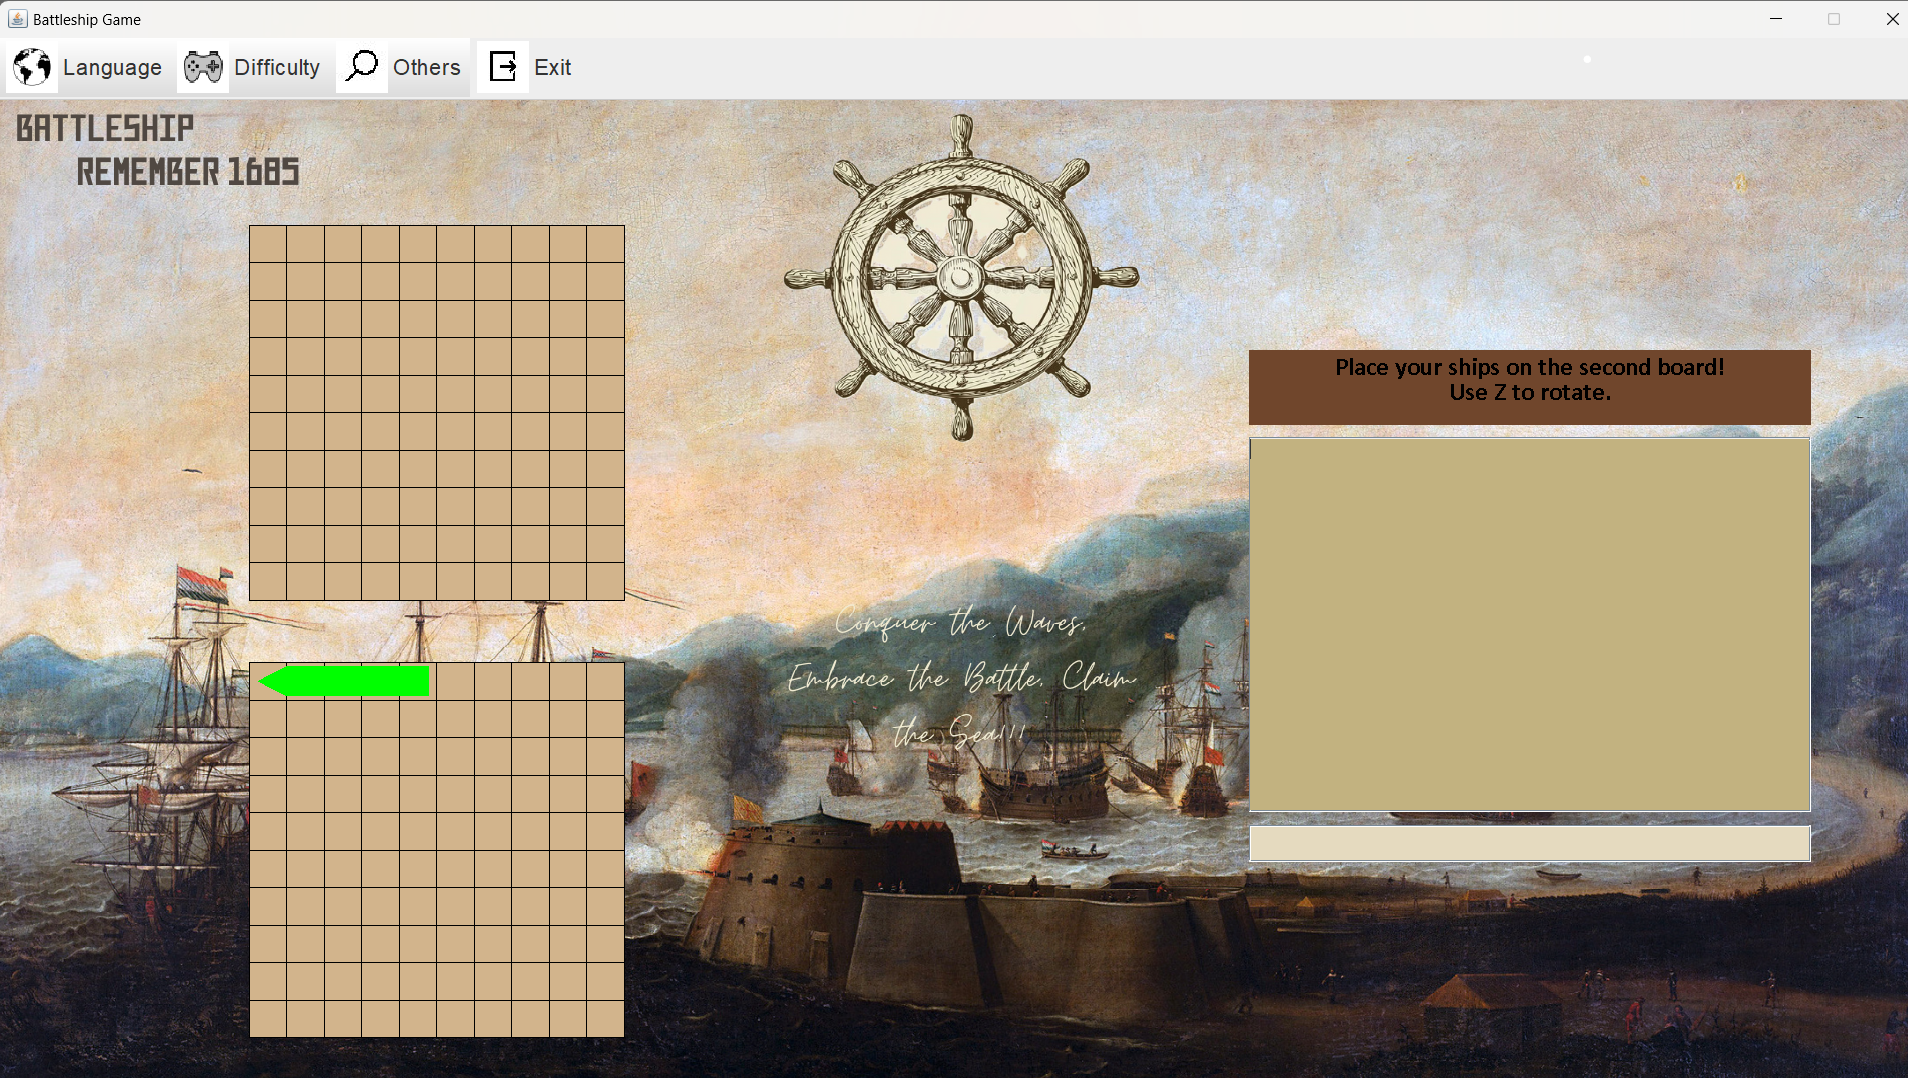 Battleship Game
Language Difficulty Others Exit
BATTLESHIP
REMEMBER 1685
Place your ships on the second board!
Use Z to rotate.
Conquer the Waves,
Embrace the Battle, Claim
the Sea!!!